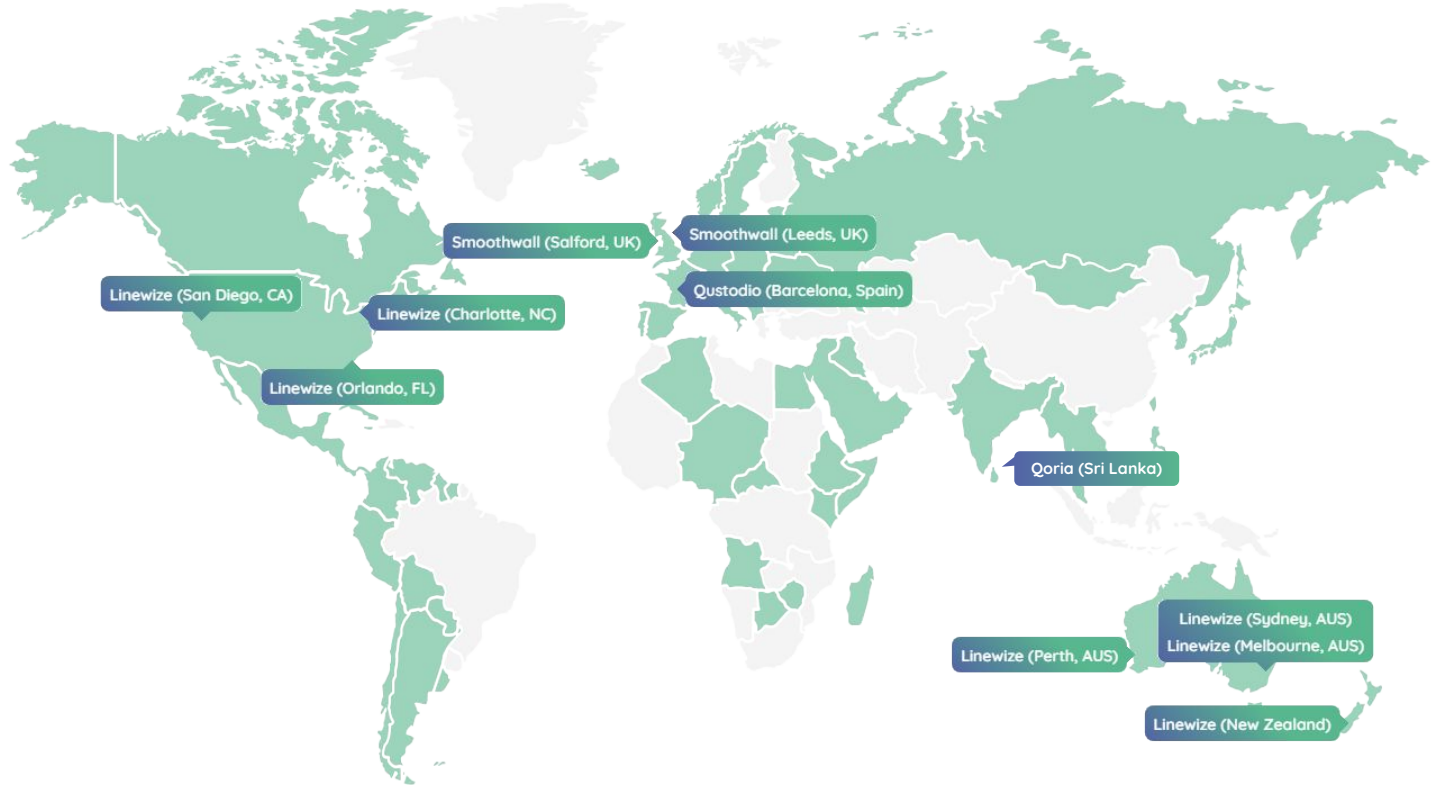 Smoothwall (Salford, UK)
Smoothwall (Leeds, UK)
Linewize (San Diego, CA)
Qustodio (Barcelona, Spain)
Linewize (Charlotte, NC)
Linewize (Orlando, FL)
Qoria (Sri Lanka)
Linewize (Sydney, AUS)
Linewize (Melbourne, AUS)
Linewize (Perth, AUS)
Linewize (New Zealand)